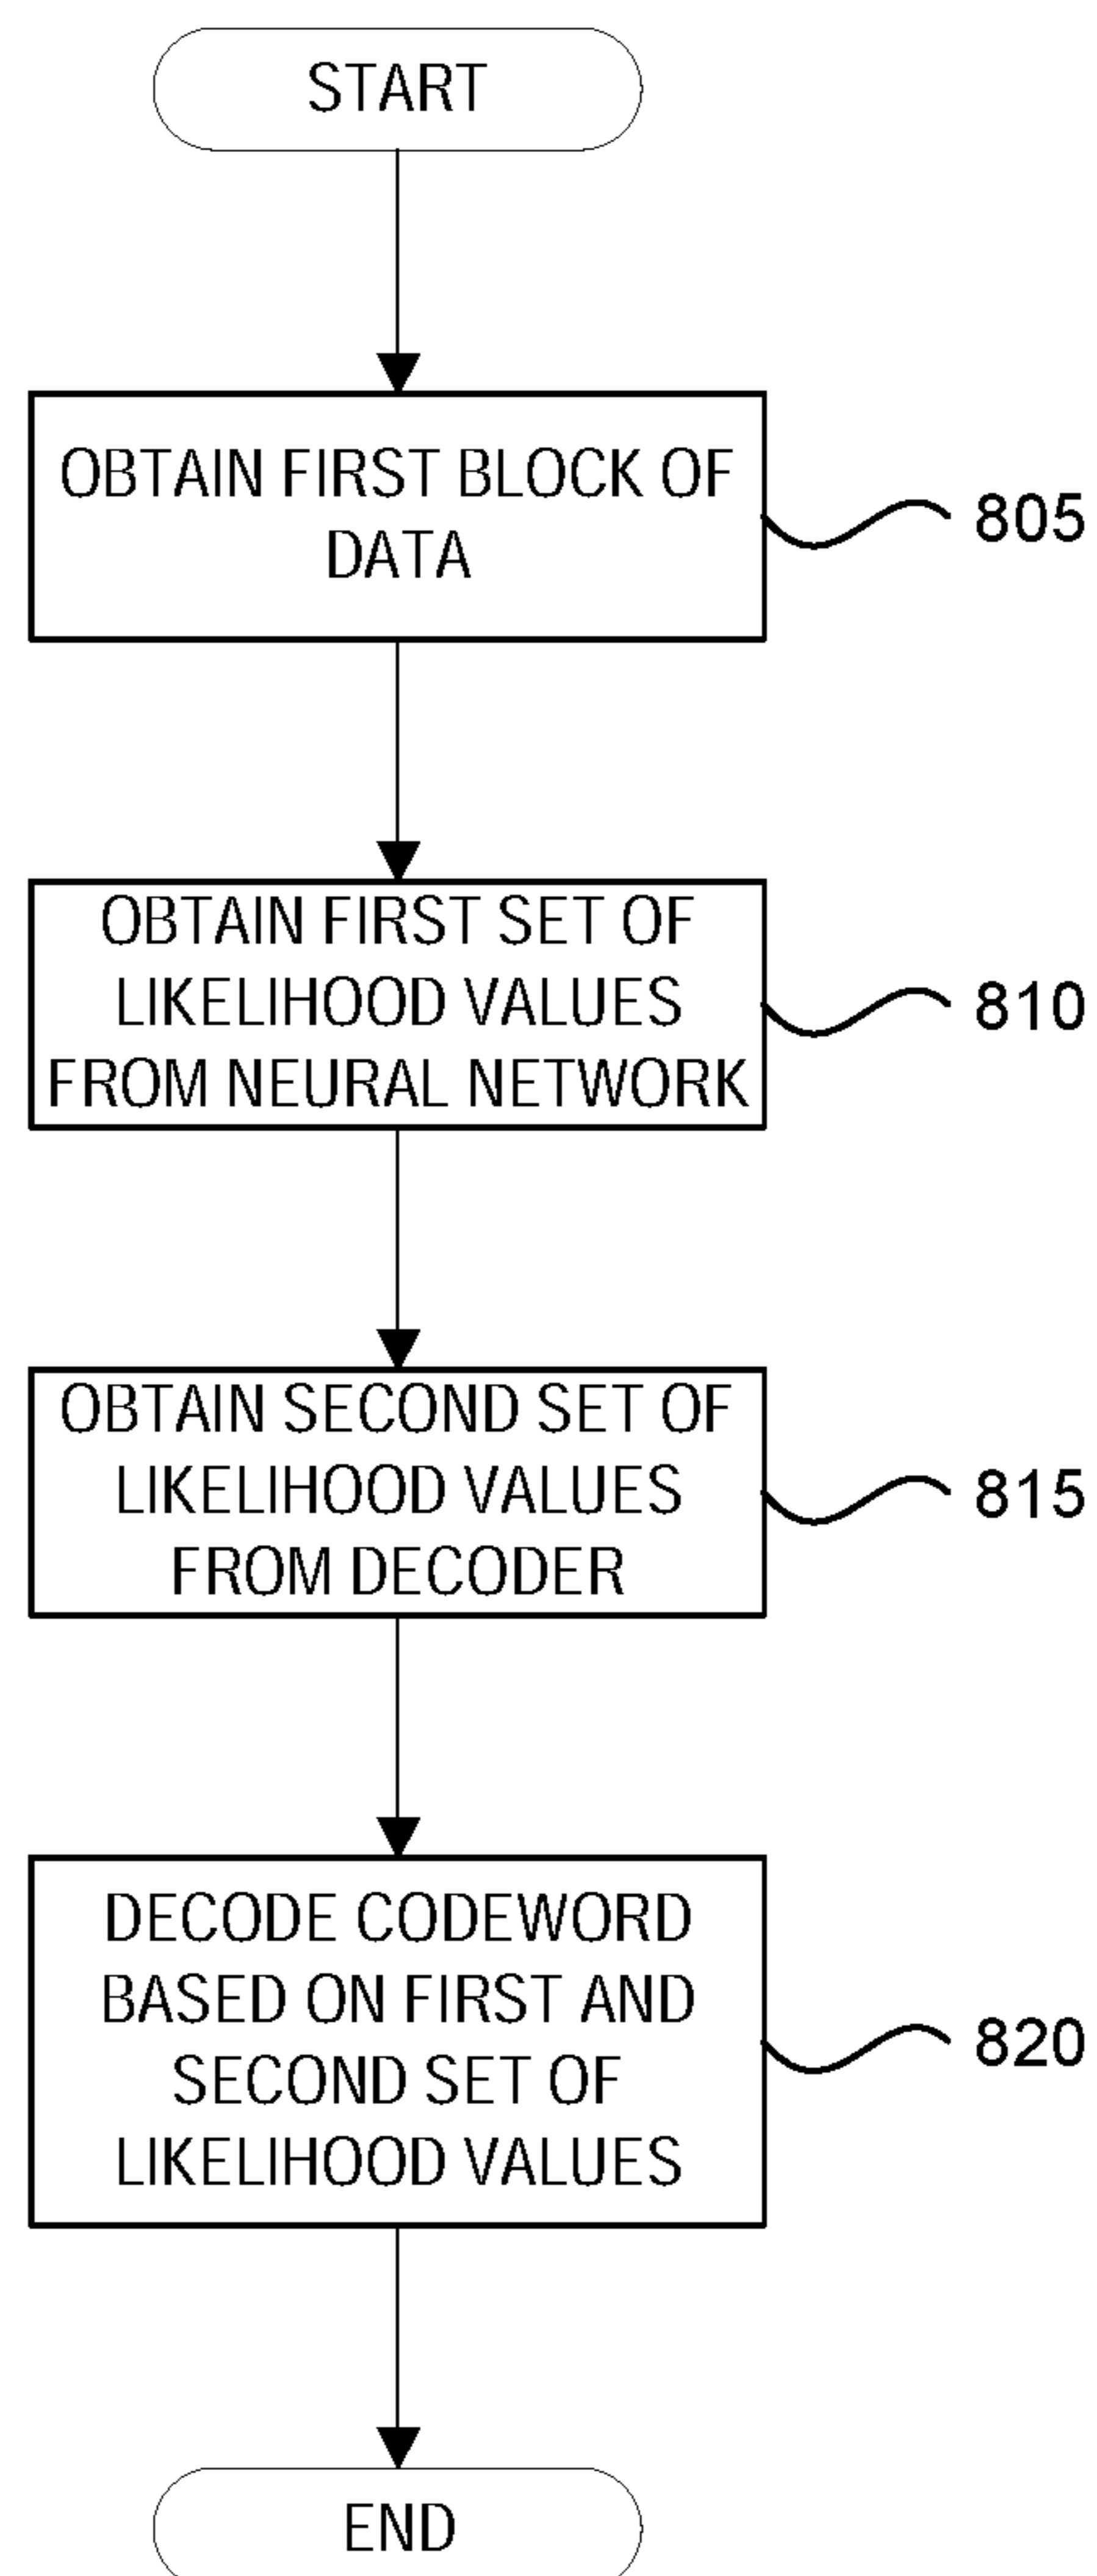 START
OBTAIN FIRST BLOCK OF
DATA
805
OBTAIN FIRST SET OF
LIKELIHOOD VALUES
FROM NEURAL NETWORK
810
OBTAIN SECOND SET OF
LIKELIHOOD VALUES
FROM DECODER
815
DECODE CODEWORD
BASED ON FIRST AND
SECOND SET OF
LIKELIHOOD VALUES
820
END